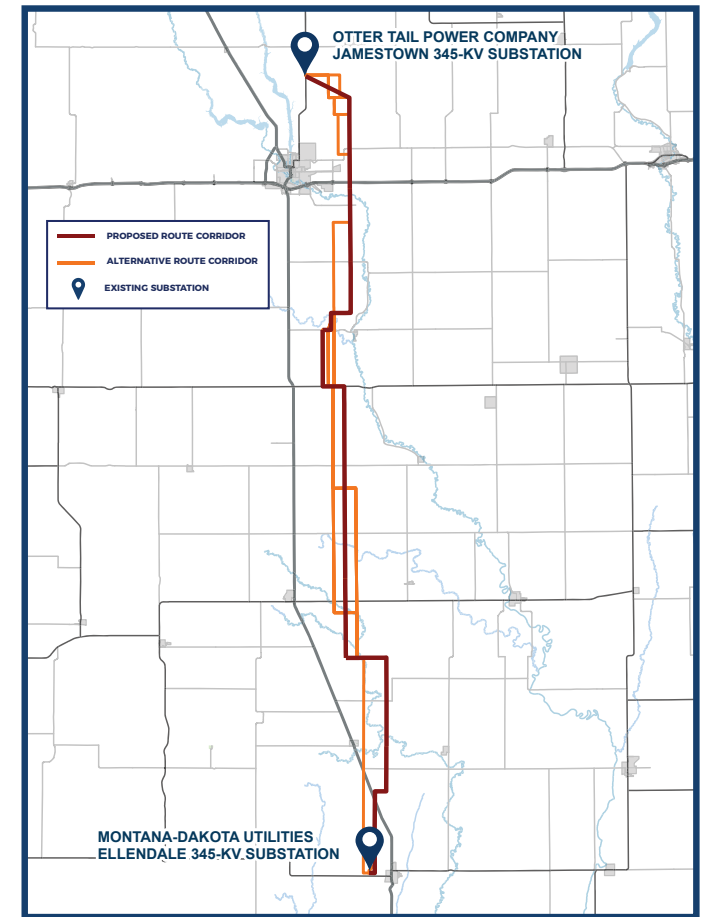 OTTER TAIL POWER COMPANY
JAMESTOWN 345-KV SUBSTATION
PROPOSED ROUTE CORRIDOR
ALTERNATIVE ROUTE CORRIDOR
EXISTING SUBSTATION
MONTANA-DAKOTA UTILITIES
ELLENDALE 345-KV SUBSTATION